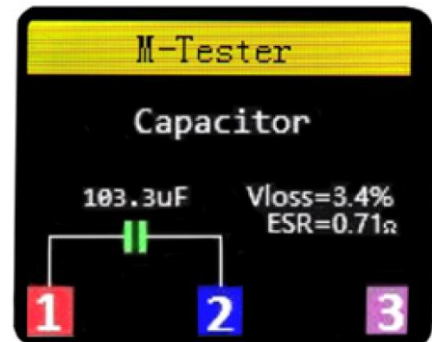 M-Tester
Capacitor
103.3uF
Vloss=3.4%
ESR=0.71Ω
1 2 3